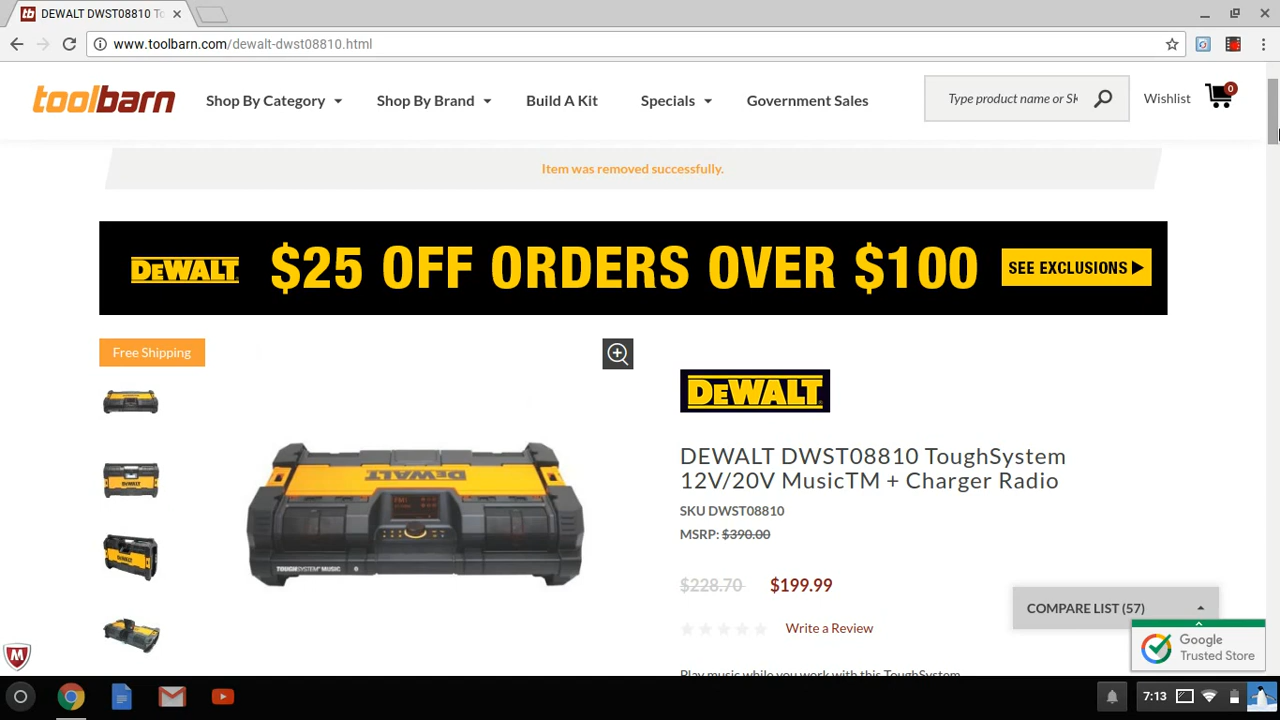 DEWALT DWST08810 To
www.toolbarn.com/dewalt-dwst08810.html
toolbarn
Shop By Category
Shop By Brand
Build A Kit
Specials
Government Sales
Type product name or SK
Wishlist
0
Item was removed successfully.
DEWALT
$25 OFF ORDERS OVER $100
SEE EXCLUSIONS
Free Shipping
DEWALT
DEWALT
TOUGHSYSTEM MUSIC
DEWALT DWST08810 ToughSystem
12V/20V MusicTM + Charger Radio
SKU DWST08810
MSRP: $390.00
$228.70 $199.99
Write a Review
COMPARE LIST (57)
Google
Trusted Store
Play music while you work with this ToughSystem
7:13